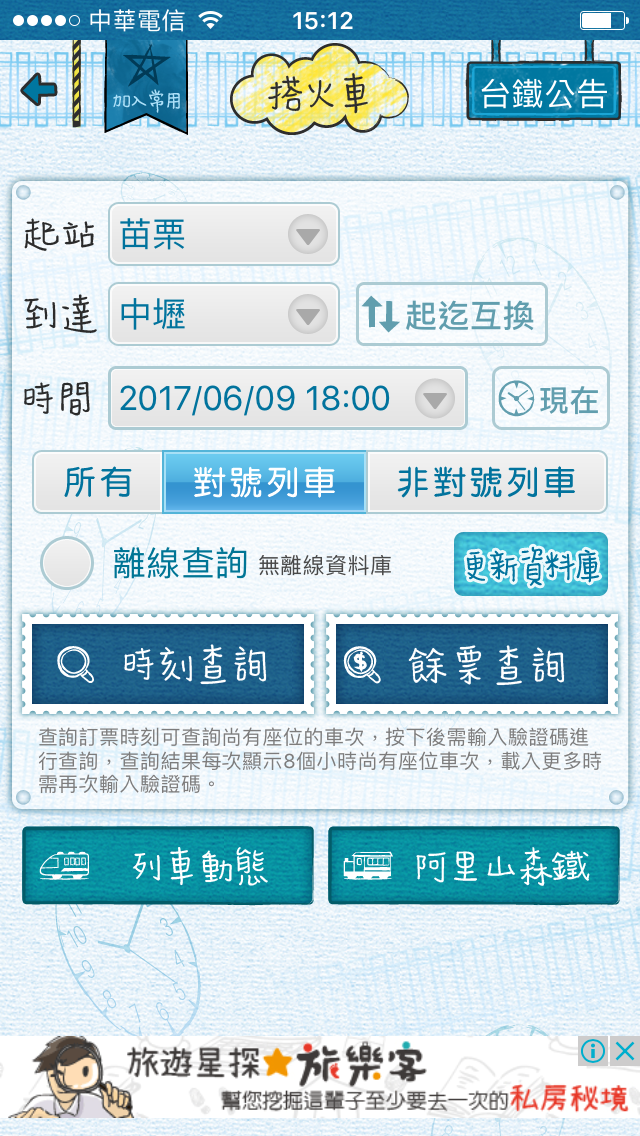 中華電信 15:12
加入常用
搭火車
台鐵公告
起站 苗栗
到達 中壢 起迄互換
時間 2017/06/09 18:00 現在
所有 對號列車 非對號列車
離線查詢 無離線資料庫 更新資料庫
時刻查詢 餘票查詢
查詢訂票時刻可查詢尚有座位的車次，按下後需輸入驗證碼進
行查詢，查詢結果每次顯示8個小時尚有座位車次，載入更多時
需再次輸入驗證碼。
列車動態 阿里山森鐵
旅遊星探★旅樂客
幫您挖掘這輩子至少要去一次的私房秘境